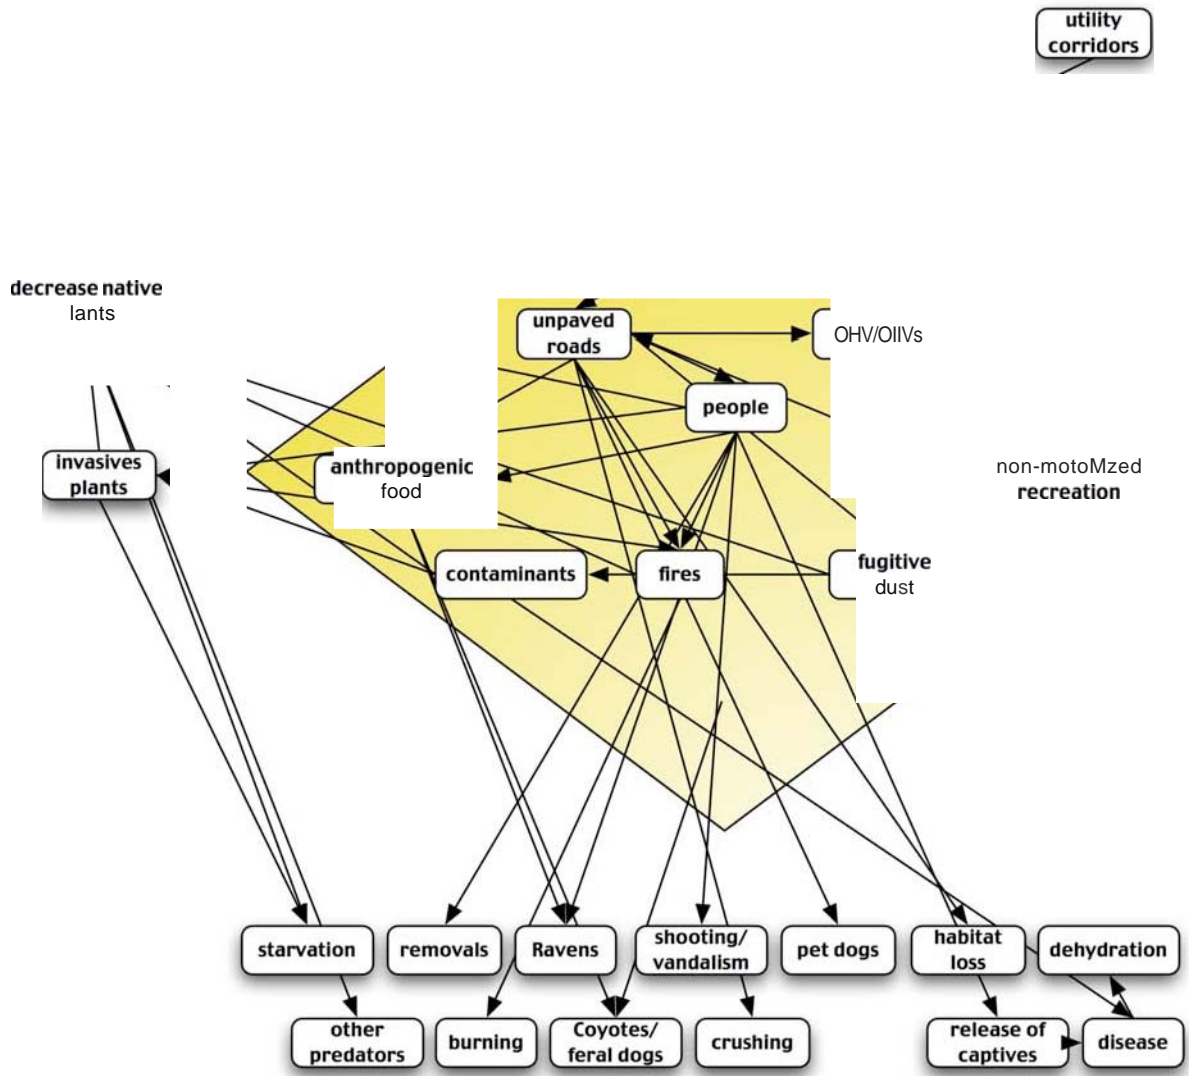 utility
corridors
decrease native
lants
unpaved
roads
OHV/OIIVs
people
invasives
plants
anthropogenic
food
non-motoMzed
recreation
contaminants
fires
fugitive
dust
starvation
removals
Ravens
shooting/
vandalism
pet dogs
habitat
loss
dehydration
other
predators
burning
Coyotes/
feral dogs
crushing
release of
captives
disease